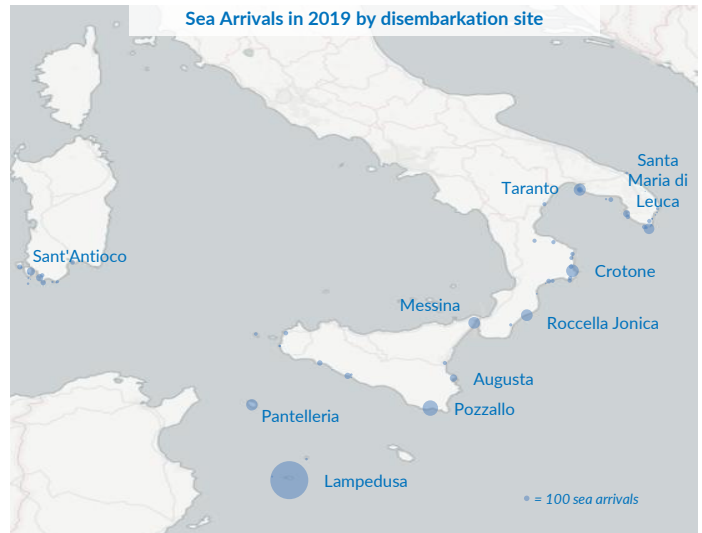 Sea Arrivals in 2019 by disembarkation site
Santa
Maria di
Leuca
Taranto
Sant'Antioco
Crotone
Messina
Roccella Jonica
Augusta
Pozzallo
Pantelleria
Lampedusa
= 100 sea arrivals